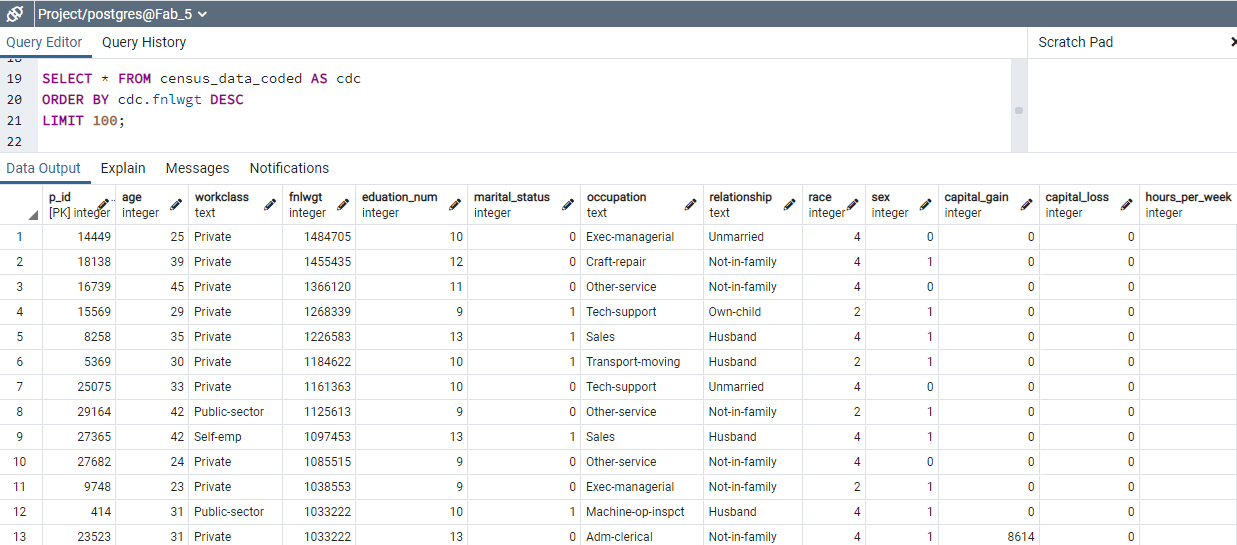 Project/postgres@Fab_5
Query Editor Query History Scratch Pad
18
19 SELECT * FROM census_data_coded AS cdc
20 ORDER BY cdc.fnlwgt DESC
21 LIMIT 100;
22
Data Output Explain Messages Notifications
p_id age workclass fnlwgt eduation_num marital_status occupation relationship race sex capital_gain capital_loss hours_per_week
[PK] integer integer text integer integer integer text text integer integer integer integer integer
1 14449 25 Private 1484705 10 0 Exec-managerial Unmarried 4 0 0 0
2 18138 39 Private 1455435 12 0 Craft-repair Not-in-family 4 1 0 0
3 16739 45 Private 1366120 11 0 Other-service Not-in-family 4 0 0 0
4 15569 29 Private 1268339 9 1 Tech-support Own-child 2 1 0 0
5 8258 35 Private 1226583 13 1 Sales Husband 4 1 0 0
6 5369 30 Private 1184622 10 1 Transport-moving Husband 2 1 0 0
7 25075 33 Private 1161363 10 0 Tech-support Unmarried 4 0 0 0
8 29164 42 Public-sector 1125613 9 0 Other-service Not-in-family 2 1 0 0
9 27365 42 Self-emp 1097453 13 1 Sales Husband 4 1 0 0
10 27682 24 Private 1085515 9 0 Other-service Not-in-family 4 0 0 0
11 9748 23 Private 1038553 9 0 Exec-managerial Not-in-family 2 1 0 0
12 414 31 Public-sector 1033222 10 1 Machine-op-inspct Husband 4 1 0 0
13 23523 31 Private 1033222 13 0 Adm-clerical Not-in-family 4 1 8614 0